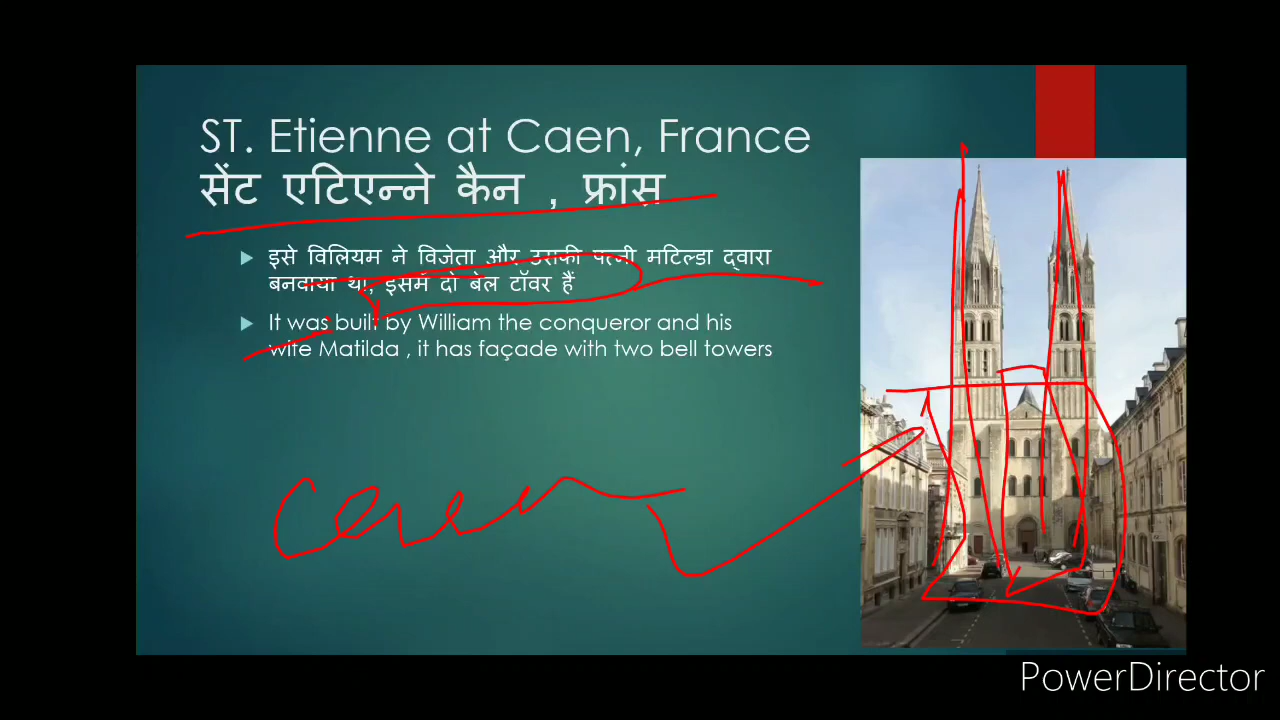 ST. Etienne at Caen, France
सेंट एटिएन्ने कैन , फ्रांस
इसे विलियम ने विजेता और उसकी पत्नी मटिल्डा द्वारा
बनवाया था, इसमें दो बेल टॉवर हैं
It was built by William the conqueror and his
wife Matilda , it has façade with two bell towers
PowerDirector